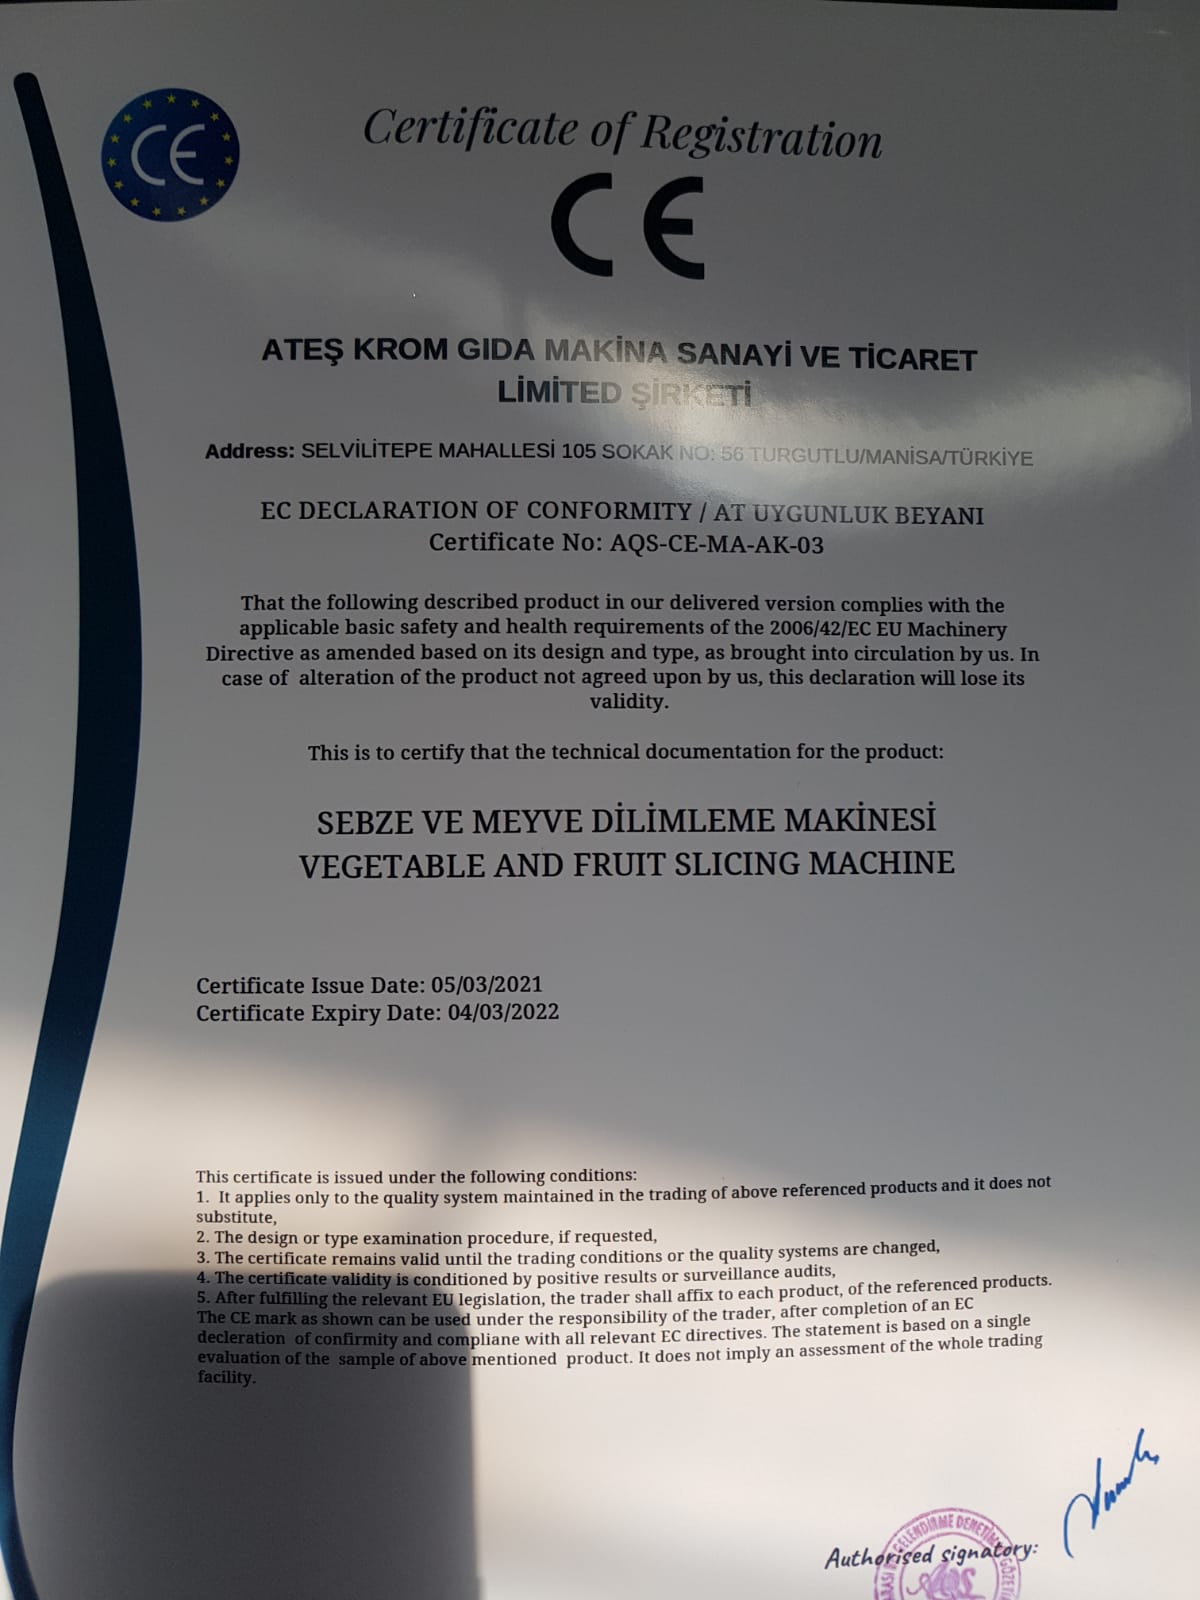 CE
Certificate of Registration
CE
ATEŞ KROM GIDA MAKİNA SANAYİ VE TİCARET
LİMİTED ŞİRKETİ
Address: SELVİLİTEPE MAHALLESİ 105 SOKAK NO: 56 TURGUTLU/MANİSA/TÜRKİYE
EC DECLARATION OF CONFORMITY / AT UYGUNLUK BEYANI
Certificate No: AQS-CE-MA-AK-03
That the following described product in our delivered version complies with the
applicable basic safety and health requirements of the 2006/42/EC EU Machinery
Directive as amended based on its design and type, as brought into circulation by us. In
case of alteration of the product not agreed upon by us, this declaration will lose its
validity.
This is to certify that the technical documentation for the product:
SEBZE VE MEYVE DİLİMLEME MAKİNESİ
VEGETABLE AND FRUIT SLICING MACHINE
Certificate Issue Date: 05/03/2021
Certificate Expiry Date: 04/03/2022
This certificate is issued under the following conditions:
1. It applies only to the quality system maintained in the trading of above referenced products and it does not
substitute,
2. The design or type examination procedure, if requested,
3. The certificate remains valid until the trading conditions or the quality systems are changed,
4. The certificate validity is conditioned by positive results or surveillance audits,
5. After fulfilling the relevant EU legislation, the trader shall affix to each product, of the referenced products.
The CE mark as shown can be used under the responsibility of the trader, after completion of an EC
decleration of confirmity and compliane with all relevant EC directives. The statement is based on a single
evaluation of the sample of above mentioned product. It does not imply an assessment of the whole trading
facility.
Authorised signatory: